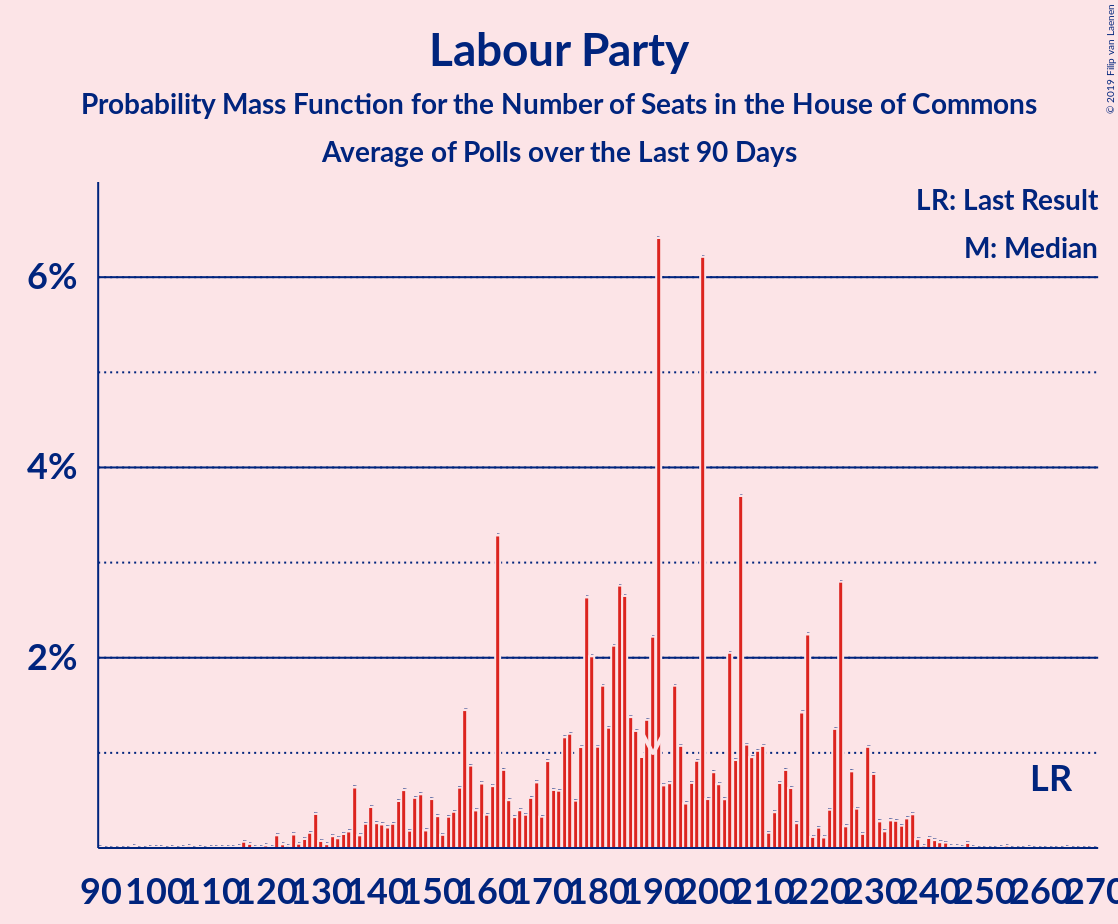 Labour Party
Probability Mass Function for the Number of Seats in the House of Commons
Average of Polls over the Last 90 Days
© 2019 Filip van Laenen
LR: Last Result
M: Median
6%
4%
2%
M
LR
90 100 110 120 130 140 150 160 170 180 190 200 210 220 230 240 250 260 270